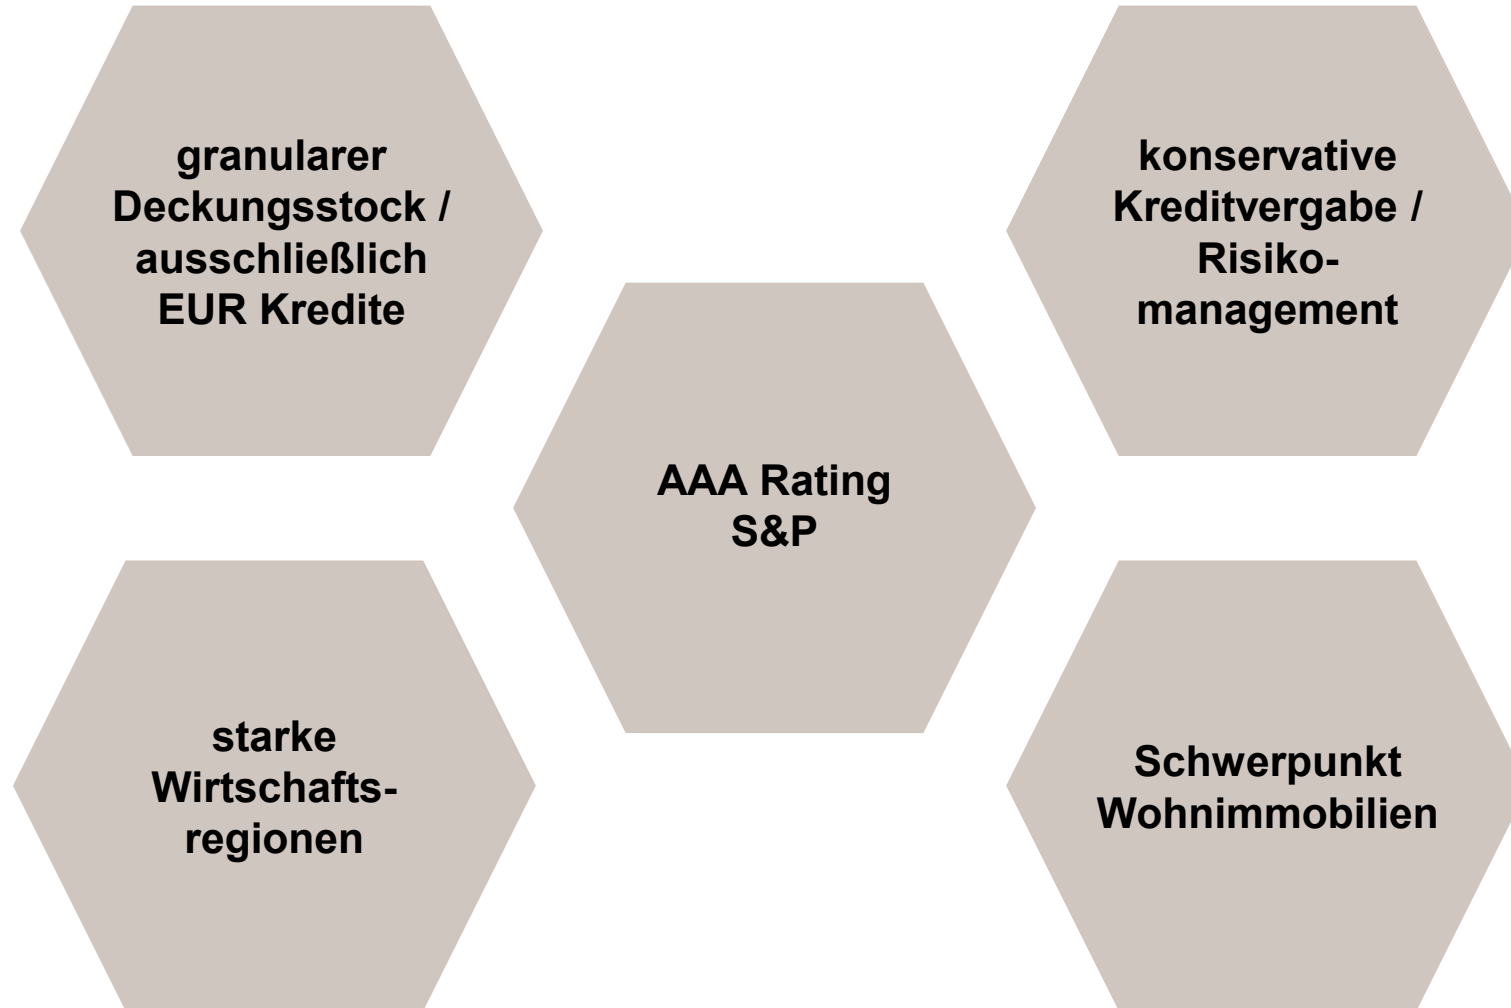 granularer
Deckungsstock /
ausschließlich
EUR Kredite
konservative
Kreditvergabe /
Risiko-
management
AAA Rating
S&P
starke
Wirtschafts-
regionen
Schwerpunkt
Wohnimmobilien